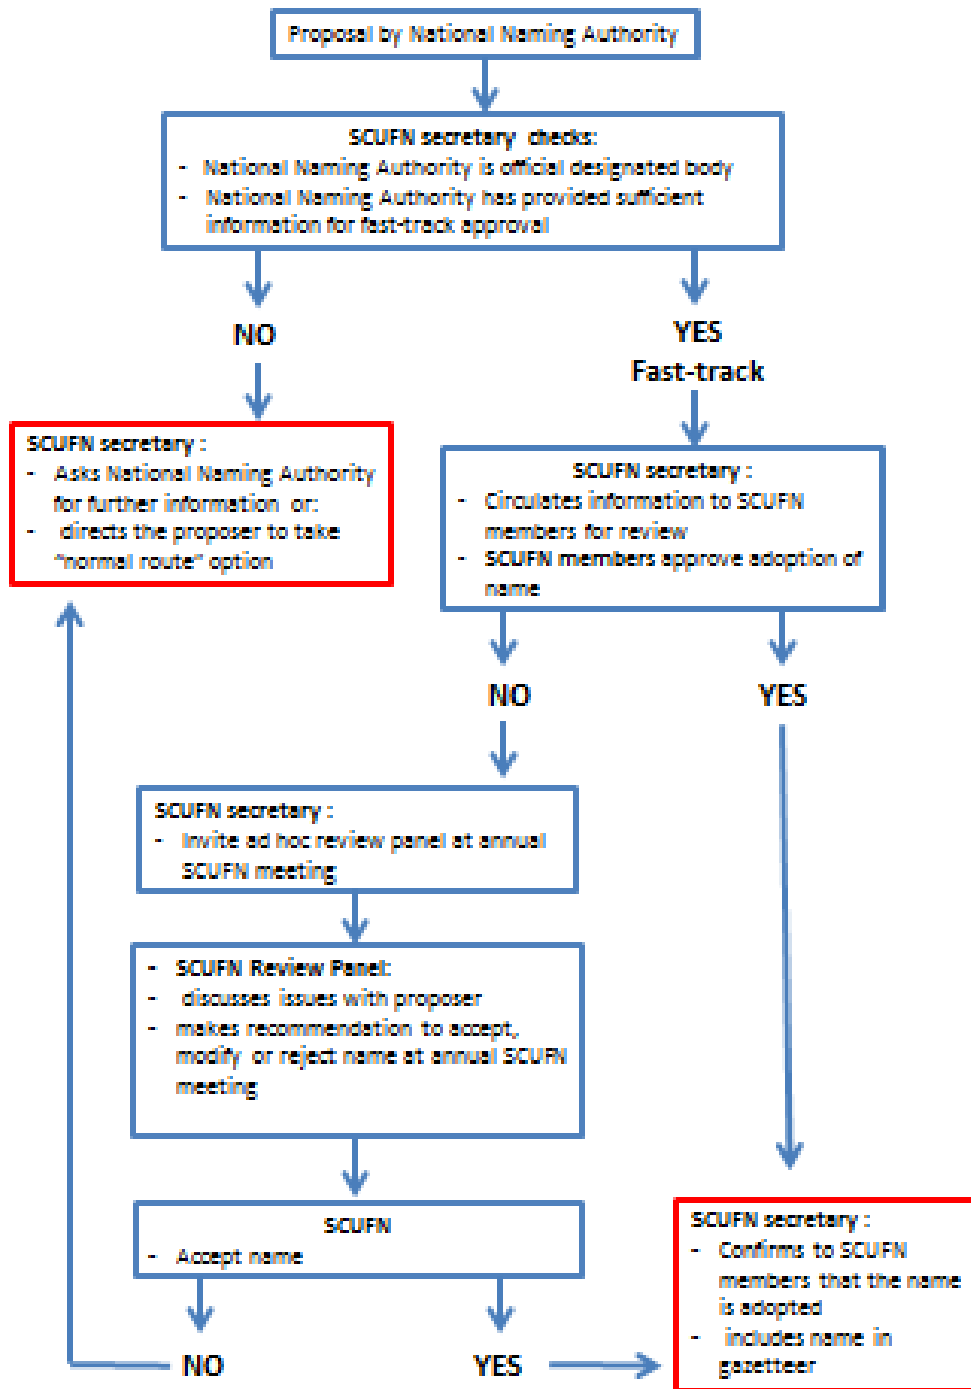 Proposal by National Naming Authority
SCUFN secretary checks:
- National Naming Authority is official designated body
- National Naming Authority has provided sufficient
information for fast-track approval
NO
YES
Fast-track
SCUFN secretary :
- Asks National Naming Authority
for further information or:
- directs the proposer to take
"normal route" option
SCUFN secretary :
- Circulates information to SCUFN
members for review
- SCUFN members approve adoption of
name
NO
YES
SCUFN secretary :
- Invite ad hoc review panel at annual
SCUFN meeting
- SCUFN Review Panel:
- discusses issues with proposer
- makes recommendation to accept,
modify or reject name at annual SCUFN
meeting
SCUFN
- Accept name
NO
YES
SCUFN secretary :
- Confirms to SCUFN
members that the name
is adopted
- includes name in
gazetteer